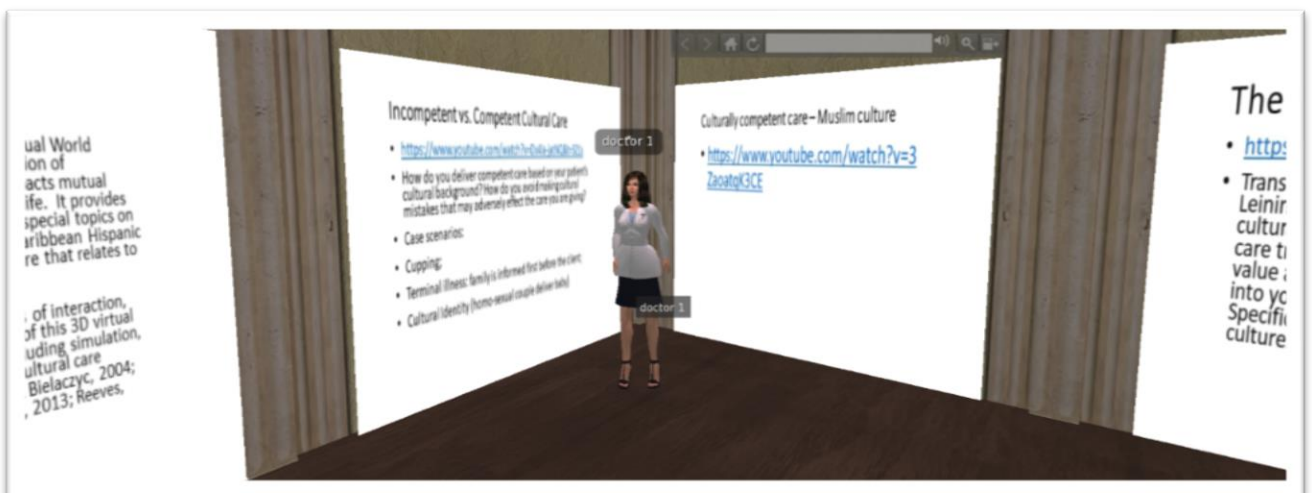 ual World
ion of
acts mutual
ife. It provides
special topics on
aribbean Hispanic
re that relates to
of interaction,
of this 3D virtual
uding simulation,
ultural care
Bielaczyc, 2004;
, 2013; Reeves,
Incompetent vs. Competent Cultural Care
• How do you deliver competent care based on your patient's
cultural background? How do you avoid making cultural
mistakes that may adversely effect the care you are giving?
• Case scenarios:
• Cupping;
• Terminal illness: family is informed first before the client
• Cultural Identity (homo-sexual couple deliver baby)
doctor 1
doctor 1
Culturally competent care – Muslim culture
• https://www.youtube.com/watch?v=3
ZaoatqK3CE
The
• https
• Trans
Leinin
cultur
care t
value
into yo
Specifi
culture